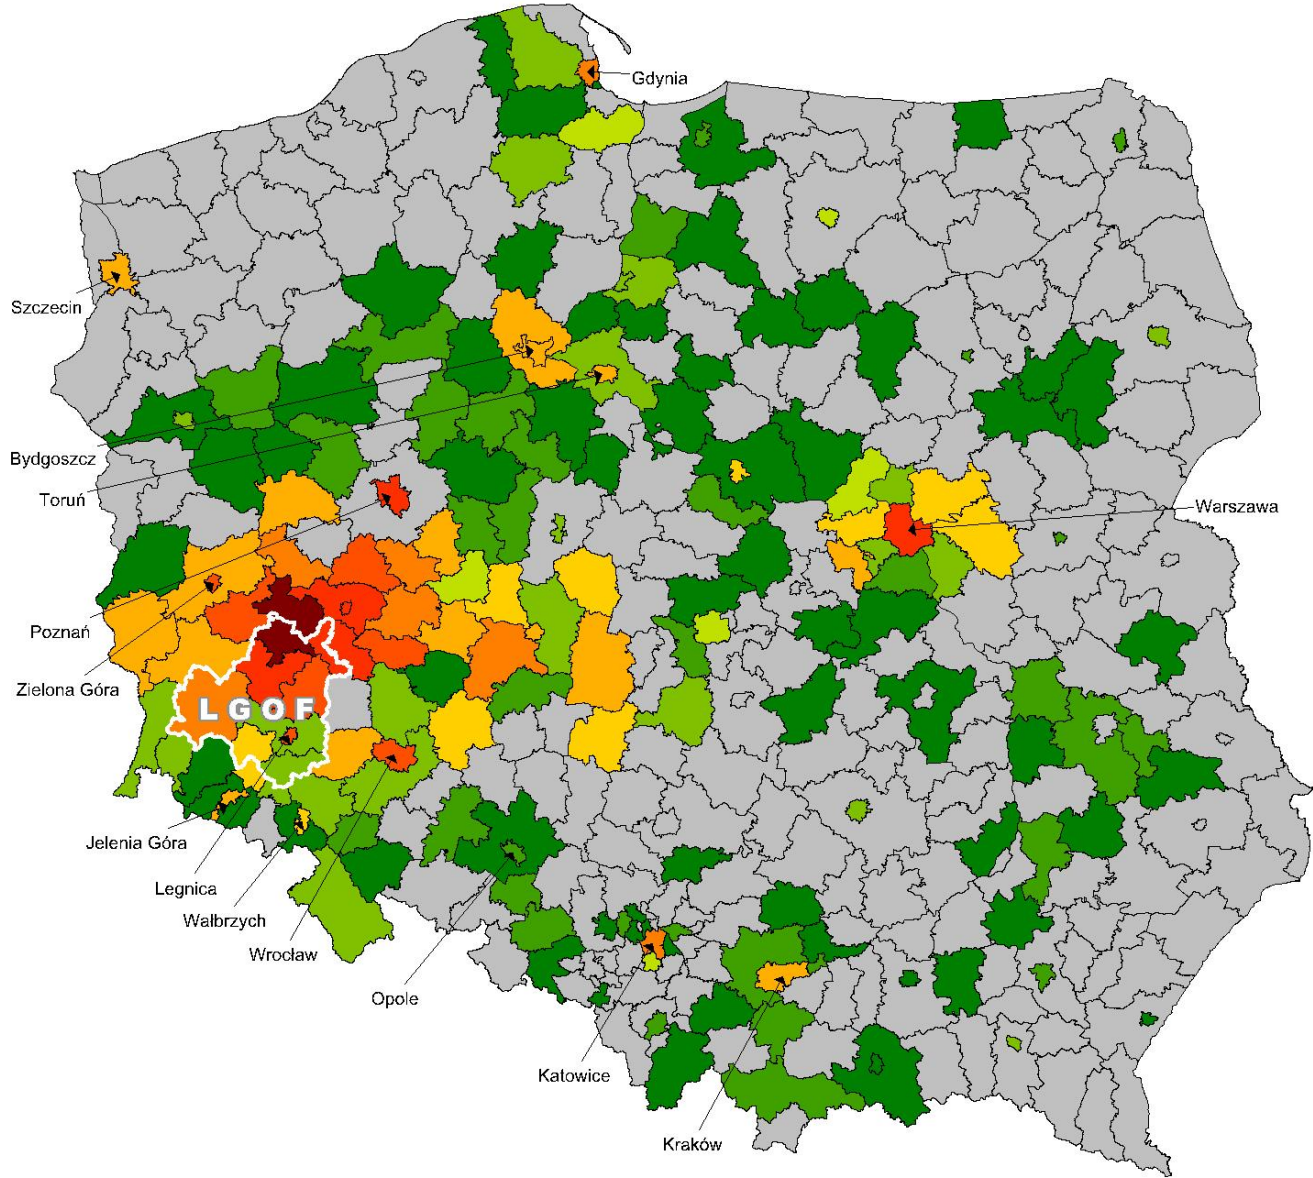 Gdynia
Szczecin
Bydgoszcz
Toruń
Warszawa
Poznań
Zielona Góra
LGOF
Jelenia Góra
Legnica
Wałbrzych
Wrocław
Opole
Katowice
Kraków